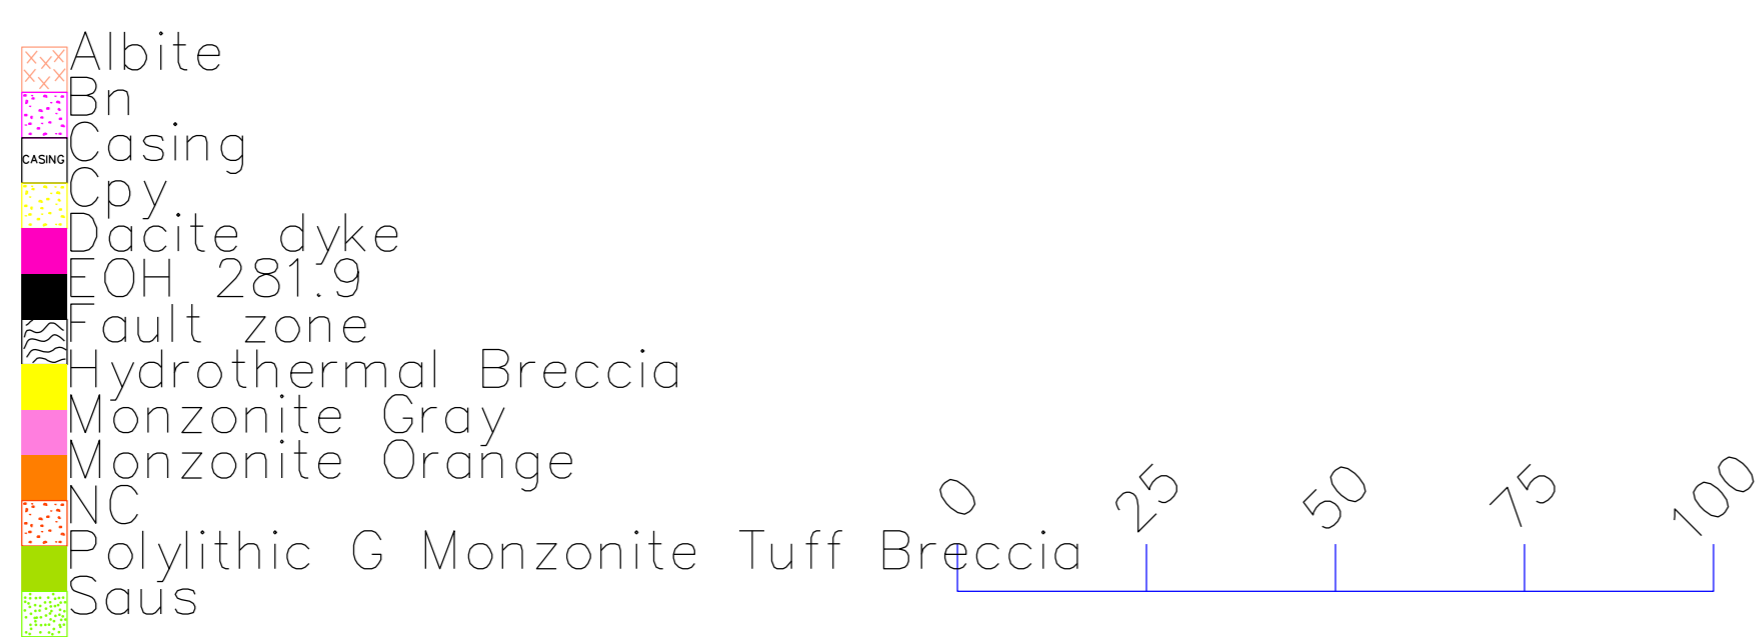 Albite
Bn
CASING Casing
Cpy
Dacite dyke
EOH 281.9
Fault zone
Hydrothermal Breccia
Monzonite Gray
Monzonite Orange
NC
Polylithic G Monzonite Tuff Breccia
Saus
0 25 50 75 100